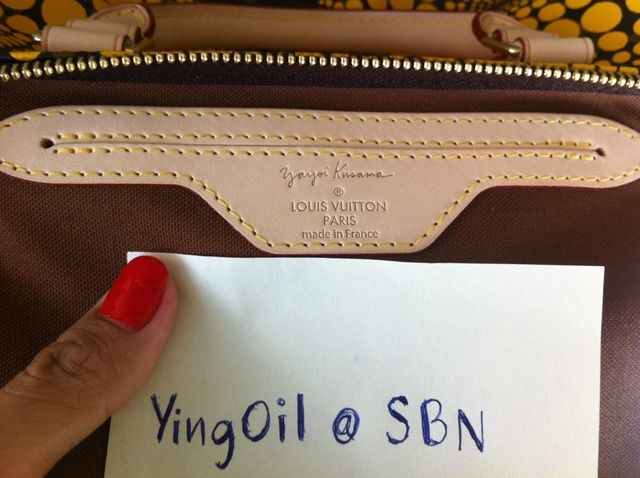 Yayoi Kusama
®
LOUIS VUITTON
PARIS
made in France
YingOil @ SBN